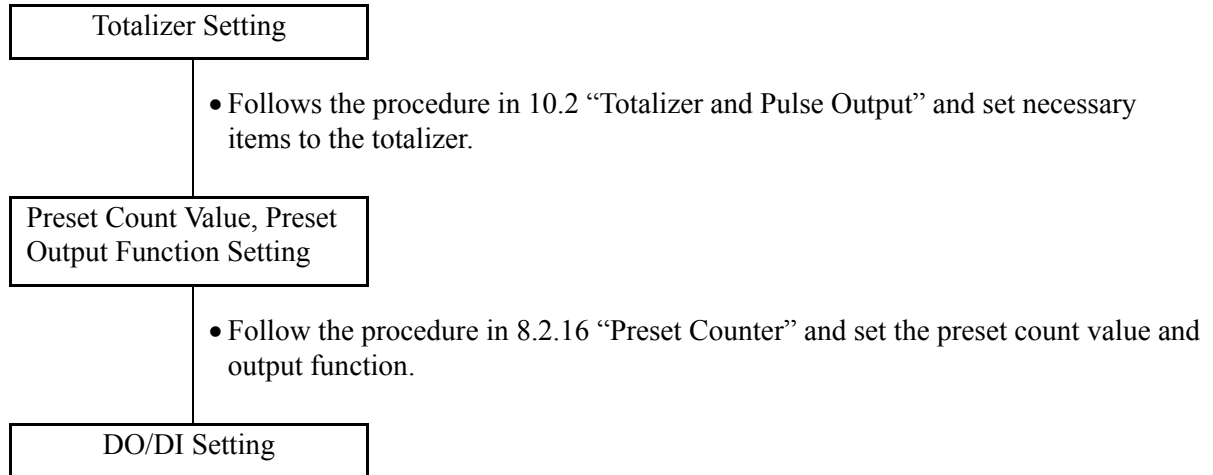 Totalizer Setting
• Follows the procedure in 10.2 “Totalizer and Pulse Output” and set necessary
items to the totalizer.
Preset Count Value, Preset
Output Function Setting
• Follow the procedure in 8.2.16 “Preset Counter” and set the preset count value and
output function.
DO/DI Setting